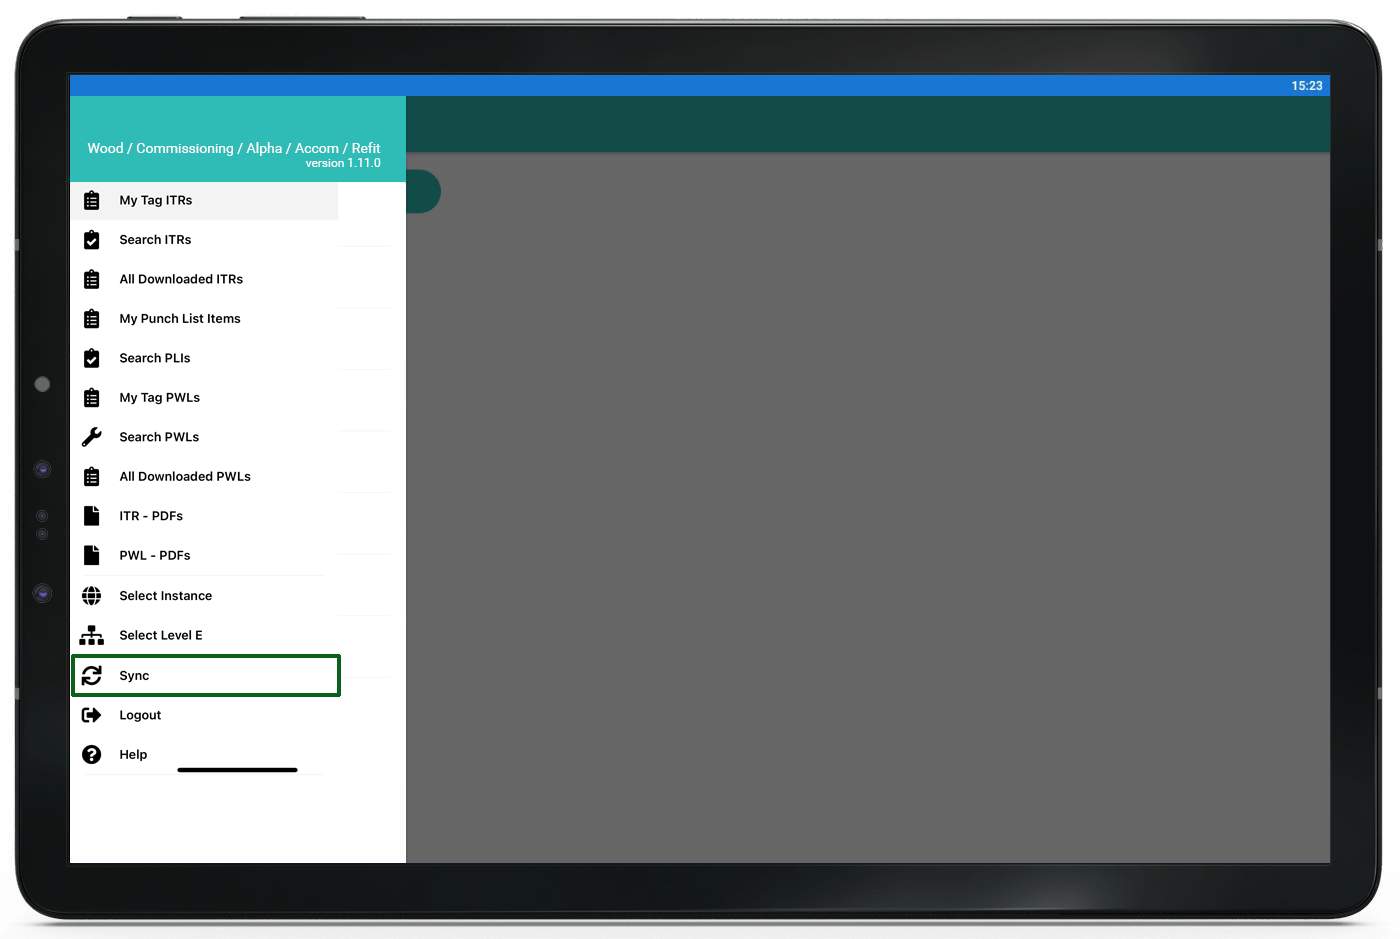 15:23
Wood / Commissioning / Alpha / Accom / Refit
version 1.11.0
My Tag ITRs
Search ITRs
All Downloaded ITRs
My Punch List Items
Search PLIs
My Tag PWLs
Search PWLs
All Downloaded PWLs
ITR - PDFs
PWL - PDFs
Select Instance
Select Level E
Sync
Logout
Help